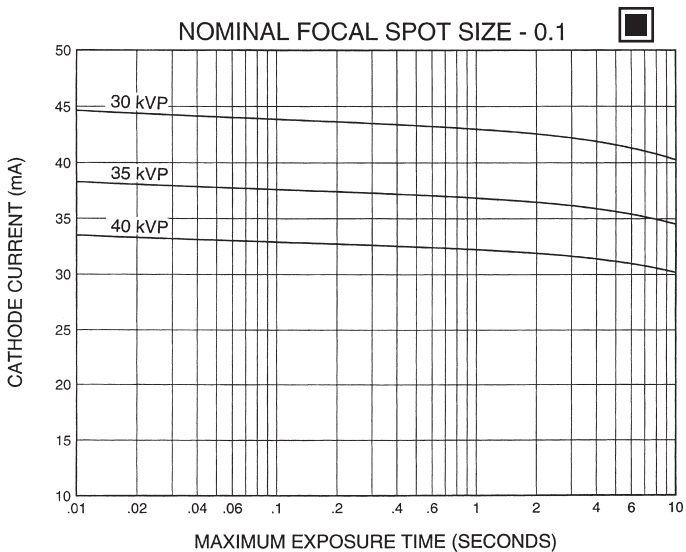 NOMINAL FOCAL SPOT SIZE - 0.1
50
45
40
35
30
25
20
15
10
30 kVP
35 kVP
40 kVP
CATHODE CURRENT (mA)
.01 .02 .04 .06 .1 .2 .4 .6 1 2 4 6 10
MAXIMUM EXPOSURE TIME (SECONDS)